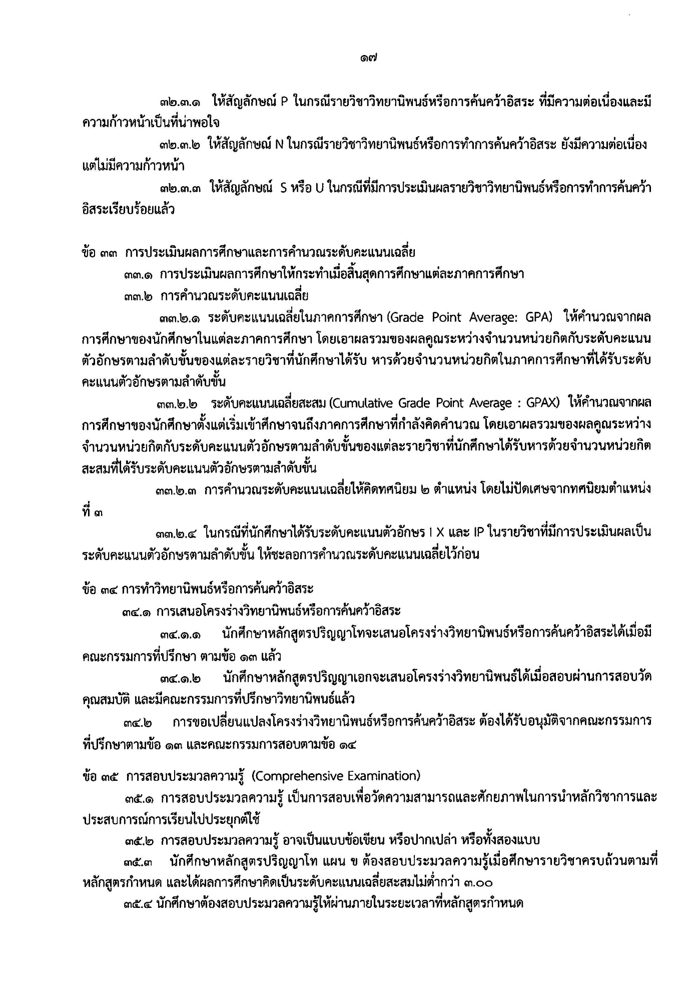 ๑๗
๓๒.๓.๑ ให้สัญลักษณ์ P ในกรณีรายวิชาวิทยานิพนธ์หรือการค้นคว้าอิสระ ที่มีความต่อเนื่องและมี
ความก้าวหน้าเป็นที่น่าพอใจ
๓๒.๓.๒ ให้สัญลักษณ์ N ในกรณีรายวิชาวิทยานิพนธ์หรือการทำการค้นคว้าอิสระ ยังมีความต่อเนื่อง
แต่ไม่มีความก้าวหน้า
๓๒.๓.๓ ให้สัญลักษณ์ S หรือ U ในกรณีที่มีการประเมินผลรายวิชาวิทยานิพนธ์หรือการทำการค้นคว้า
อิสระเรียบร้อยแล้ว
ข้อ ๓๓ การประเมินผลการศึกษาและการคำนวณระดับคะแนนเฉลี่ย
๓๓.๑ การประเมินผลการศึกษาให้กระทำเมื่อสิ้นสุดการศึกษาแต่ละภาคการศึกษา
๓๓.๒ การคำนวณระดับคะแนนเฉลี่ย
๓๓.๒.๑ ระดับคะแนนเฉลี่ยในภาคการศึกษา (Grade Point Average: GPA) ให้คำนวณจากผล
การศึกษาของนักศึกษาในแต่ละภาคการศึกษา โดยเอาผลรวมของผลคูณระหว่างจำนวนหน่วยกิตกับระดับคะแนน
ตัวอักษรตามลำดับขั้นของแต่ละรายวิชาที่นักศึกษาได้รับ หารด้วยจำนวนหน่วยกิตในภาคการศึกษาที่ได้รับระดับ
คะแนนตัวอักษรตามลำดับขั้น
๓๓.๒.๒ ระดับคะแนนเฉลี่ยสะสม (Cumulative Grade Point Average : GPAX) ให้คำนวณจากผล
การศึกษาของนักศึกษาตั้งแต่เริ่มเข้าศึกษาจนถึงภาคการศึกษาที่กำลังคิดคำนวณ โดยเอาผลรวมของผลคูณระหว่าง
จำนวนหน่วยกิตกับระดับคะแนนตัวอักษรตามลำดับขั้นของแต่ละรายวิชาที่นักศึกษาได้รับหารด้วยจำนวนหน่วยกิต
สะสมที่ได้รับระดับคะแนนตัวอักษรตามลำดับขั้น
๓๓.๒.๓ การคำนวณระดับคะแนนเฉลี่ยให้คิดทศนิยม ๒ ตำแหน่ง โดยไม่ปัดเศษจากทศนิยมตำแหน่ง
ที่ ๓
๓๓.๒.๔ ในกรณีที่นักศึกษาได้รับระดับคะแนนตัวอักษร I X และ IP ในรายวิชาที่มีการประเมินผลเป็น
ระดับคะแนนตัวอักษรตามลำดับขั้น ให้ชะลอการคำนวณระดับคะแนนเฉลี่ยไว้ก่อน
ข้อ ๓๔ การทำวิทยานิพนธ์หรือการค้นคว้าอิสระ
๓๔.๑ การเสนอโครงร่างวิทยานิพนธ์หรือการค้นคว้าอิสระ
๓๔.๑.๑ นักศึกษาหลักสูตรปริญญาโทจะเสนอโครงร่างวิทยานิพนธ์หรือการค้นคว้าอิสระได้เมื่อมี
คณะกรรมการที่ปรึกษา ตามข้อ ๑๓ แล้ว
๓๔.๑.๒ นักศึกษาหลักสูตรปริญญาเอกจะเสนอโครงร่างวิทยานิพนธ์ได้เมื่อสอบผ่านการสอบวัด
คุณสมบัติ และมีคณะกรรมการที่ปรึกษาวิทยานิพนธ์แล้ว
๓๔.๒ การขอเปลี่ยนแปลงโครงร่างวิทยานิพนธ์หรือการค้นคว้าอิสระ ต้องได้รับอนุมัติจากคณะกรรมการ
ที่ปรึกษาตามข้อ ๑๓ และคณะกรรมการสอบตามข้อ ๑๔
ข้อ ๓๕ การสอบประมวลความรู้ (Comprehensive Examination)
๓๕.๑ การสอบประมวลความรู้ เป็นการสอบเพื่อวัดความสามารถและศักยภาพในการนำหลักวิชาการและ
ประสบการณ์การเรียนไปประยุกต์ใช้
๓๕.๒ การสอบประมวลความรู้ อาจเป็นแบบข้อเขียน หรือปากเปล่า หรือทั้งสองแบบ
๓๕.๓ นักศึกษาหลักสูตรปริญญาโท แผน ข ต้องสอบประมวลความรู้เมื่อศึกษารายวิชาครบถ้วนตามที่
หลักสูตรกำหนด และได้ผลการศึกษาคิดเป็นระดับคะแนนเฉลี่ยสะสมไม่ต่ำกว่า ๓.๐๐
๓๕.๔ นักศึกษาต้องสอบประมวลความรู้ให้ผ่านภายในระยะเวลาที่หลักสูตรกำหนด